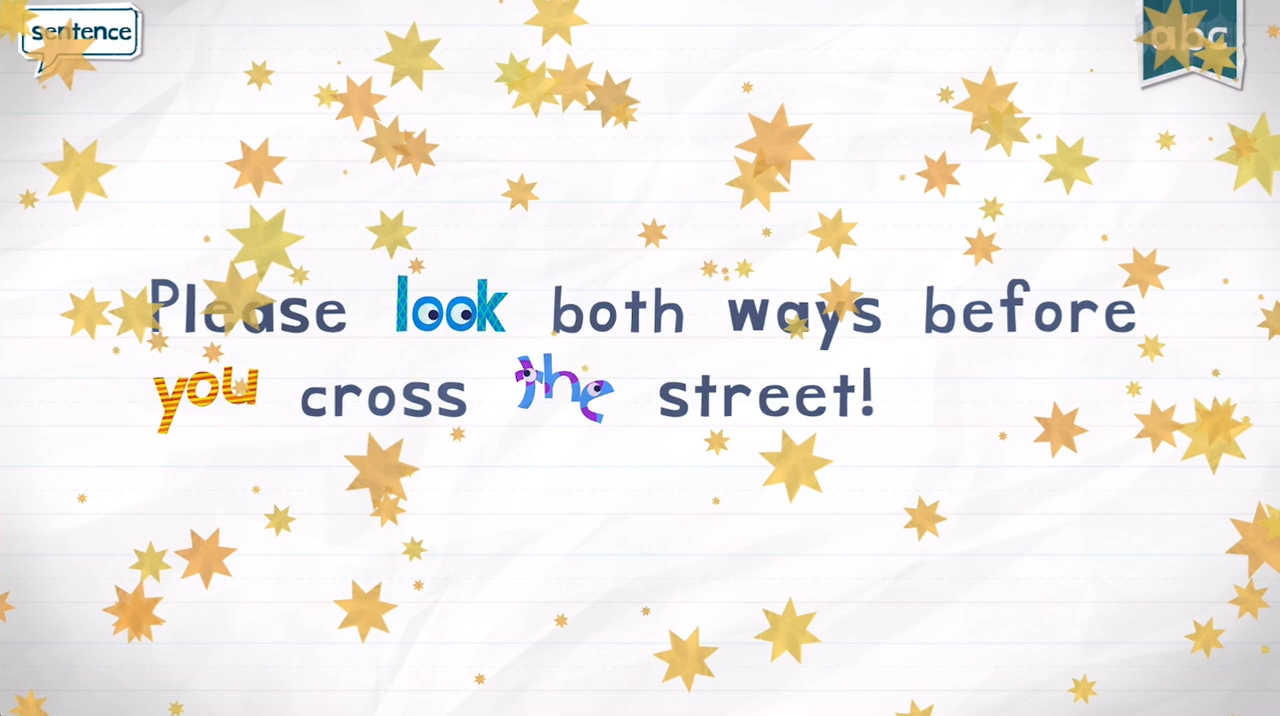 sentence
abc
Please look both ways before
you cross the street!